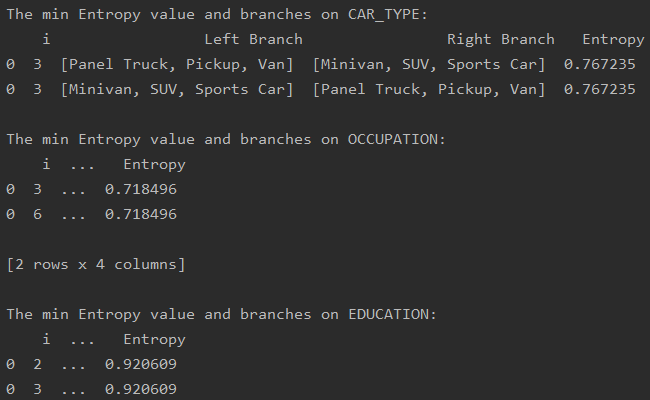 The min Entropy value and branches on CAR_TYPE:
i Left Branch Right Branch Entropy
0 3 [Panel Truck, Pickup, Van] [Minivan, SUV, Sports Car] 0.767235
0 3 [Minivan, SUV, Sports Car] [Panel Truck, Pickup, Van] 0.767235
The min Entropy value and branches on OCCUPATION:
i ... Entropy
0 3 ... 0.718496
0 6 ... 0.718496
[2 rows x 4 columns]
The min Entropy value and branches on EDUCATION:
i ... Entropy
0 2 ... 0.920609
0 3 ... 0.920609